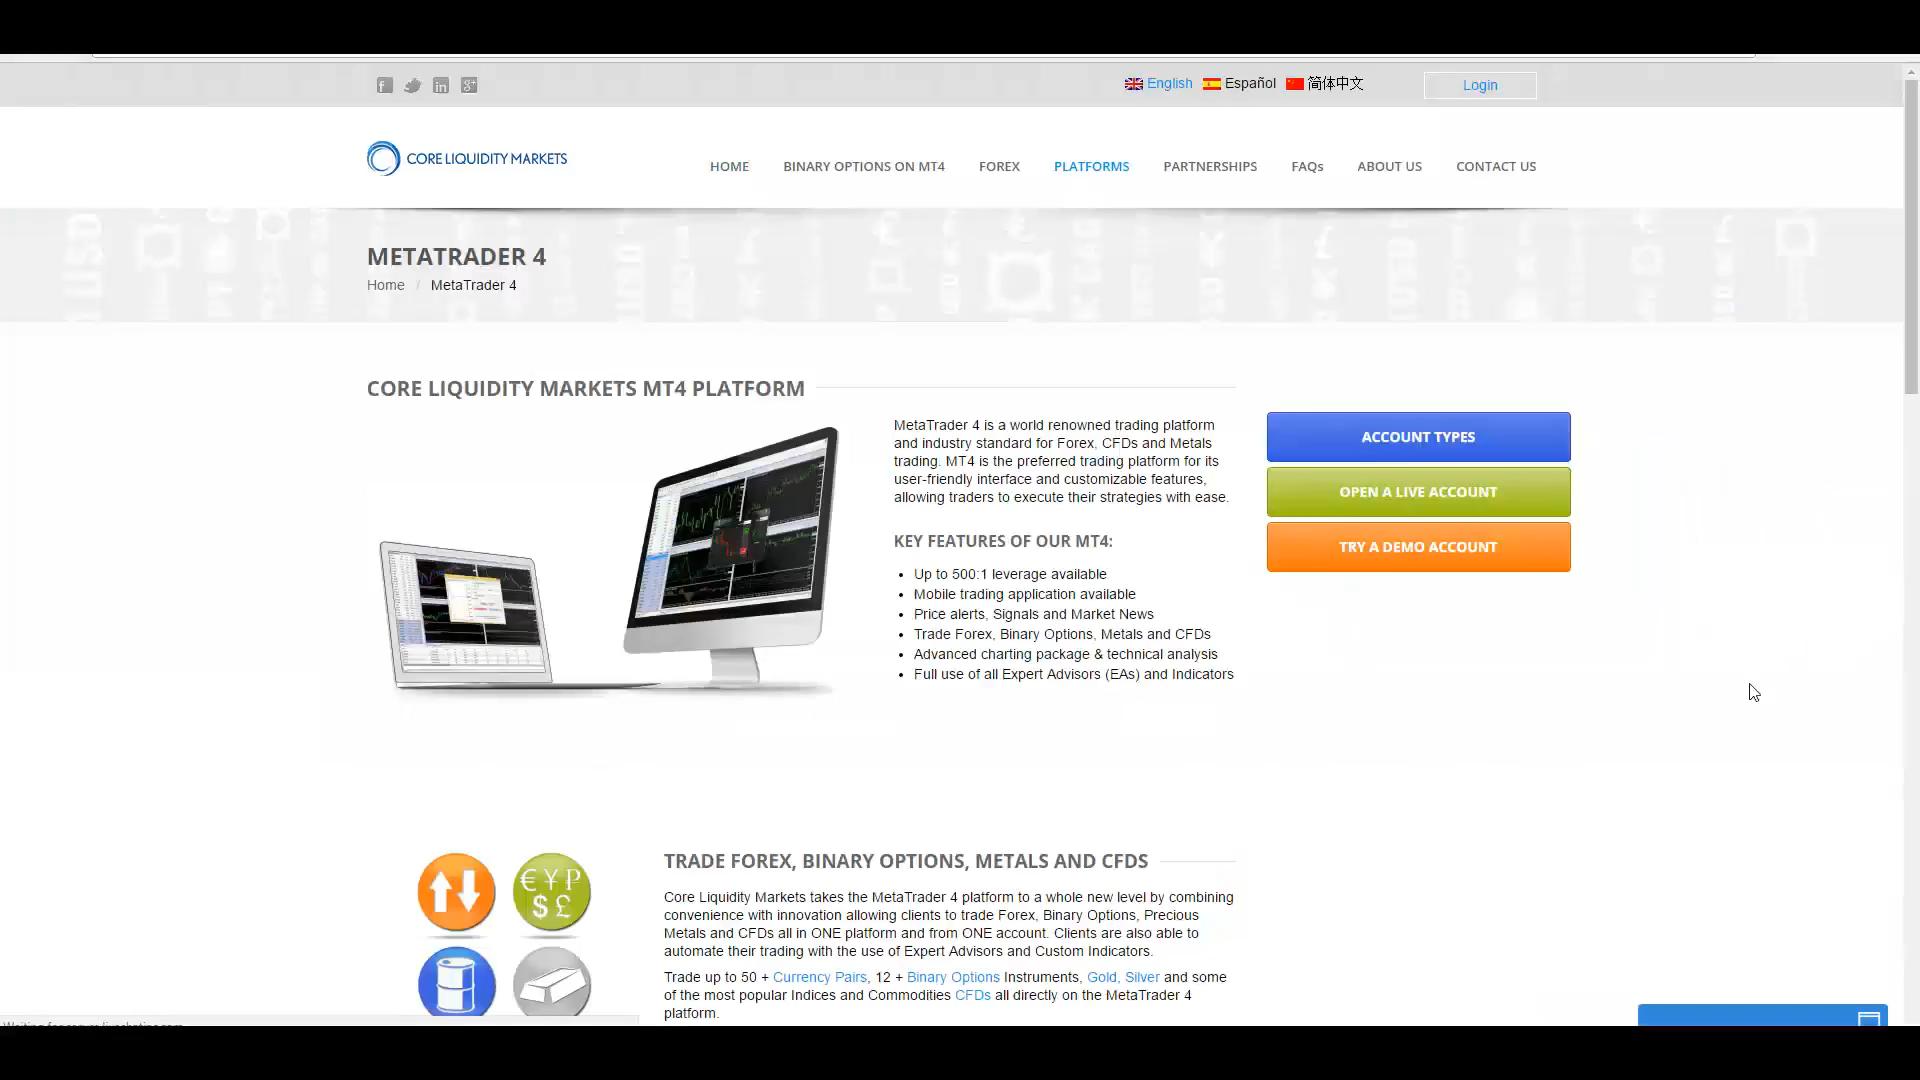 English Español 简体中文 Login
CORE LIQUIDITY MARKETS
HOME BINARY OPTIONS ON MT4 FOREX PLATFORMS PARTNERSHIPS FAQs ABOUT US CONTACT US
METATRADER 4
Home / MetaTrader 4
CORE LIQUIDITY MARKETS MT4 PLATFORM
MetaTrader 4 is a world renowned trading platform
and industry standard for Forex, CFDs and Metals
trading. MT4 is the preferred trading platform for its
user-friendly interface and customizable features,
allowing traders to execute their strategies with ease.
KEY FEATURES OF OUR MT4:
• Up to 500:1 leverage available
• Mobile trading application available
• Price alerts, Signals and Market News
• Trade Forex, Binary Options, Metals and CFDs
• Advanced charting package & technical analysis
• Full use of all Expert Advisors (EAs) and Indicators
ACCOUNT TYPES
OPEN A LIVE ACCOUNT
TRY A DEMO ACCOUNT
TRADE FOREX, BINARY OPTIONS, METALS AND CFDS
Core Liquidity Markets takes the MetaTrader 4 platform to a whole new level by combining
convenience with innovation allowing clients to trade Forex, Binary Options, Precious
Metals and CFDs all in ONE platform and from ONE account. Clients are also able to
automate their trading with the use of Expert Advisors and Custom Indicators.
Trade up to 50 + Currency Pairs, 12 + Binary Options Instruments, Gold, Silver and some
of the most popular Indices and Commodities CFDs all directly on the MetaTrader 4
platform.